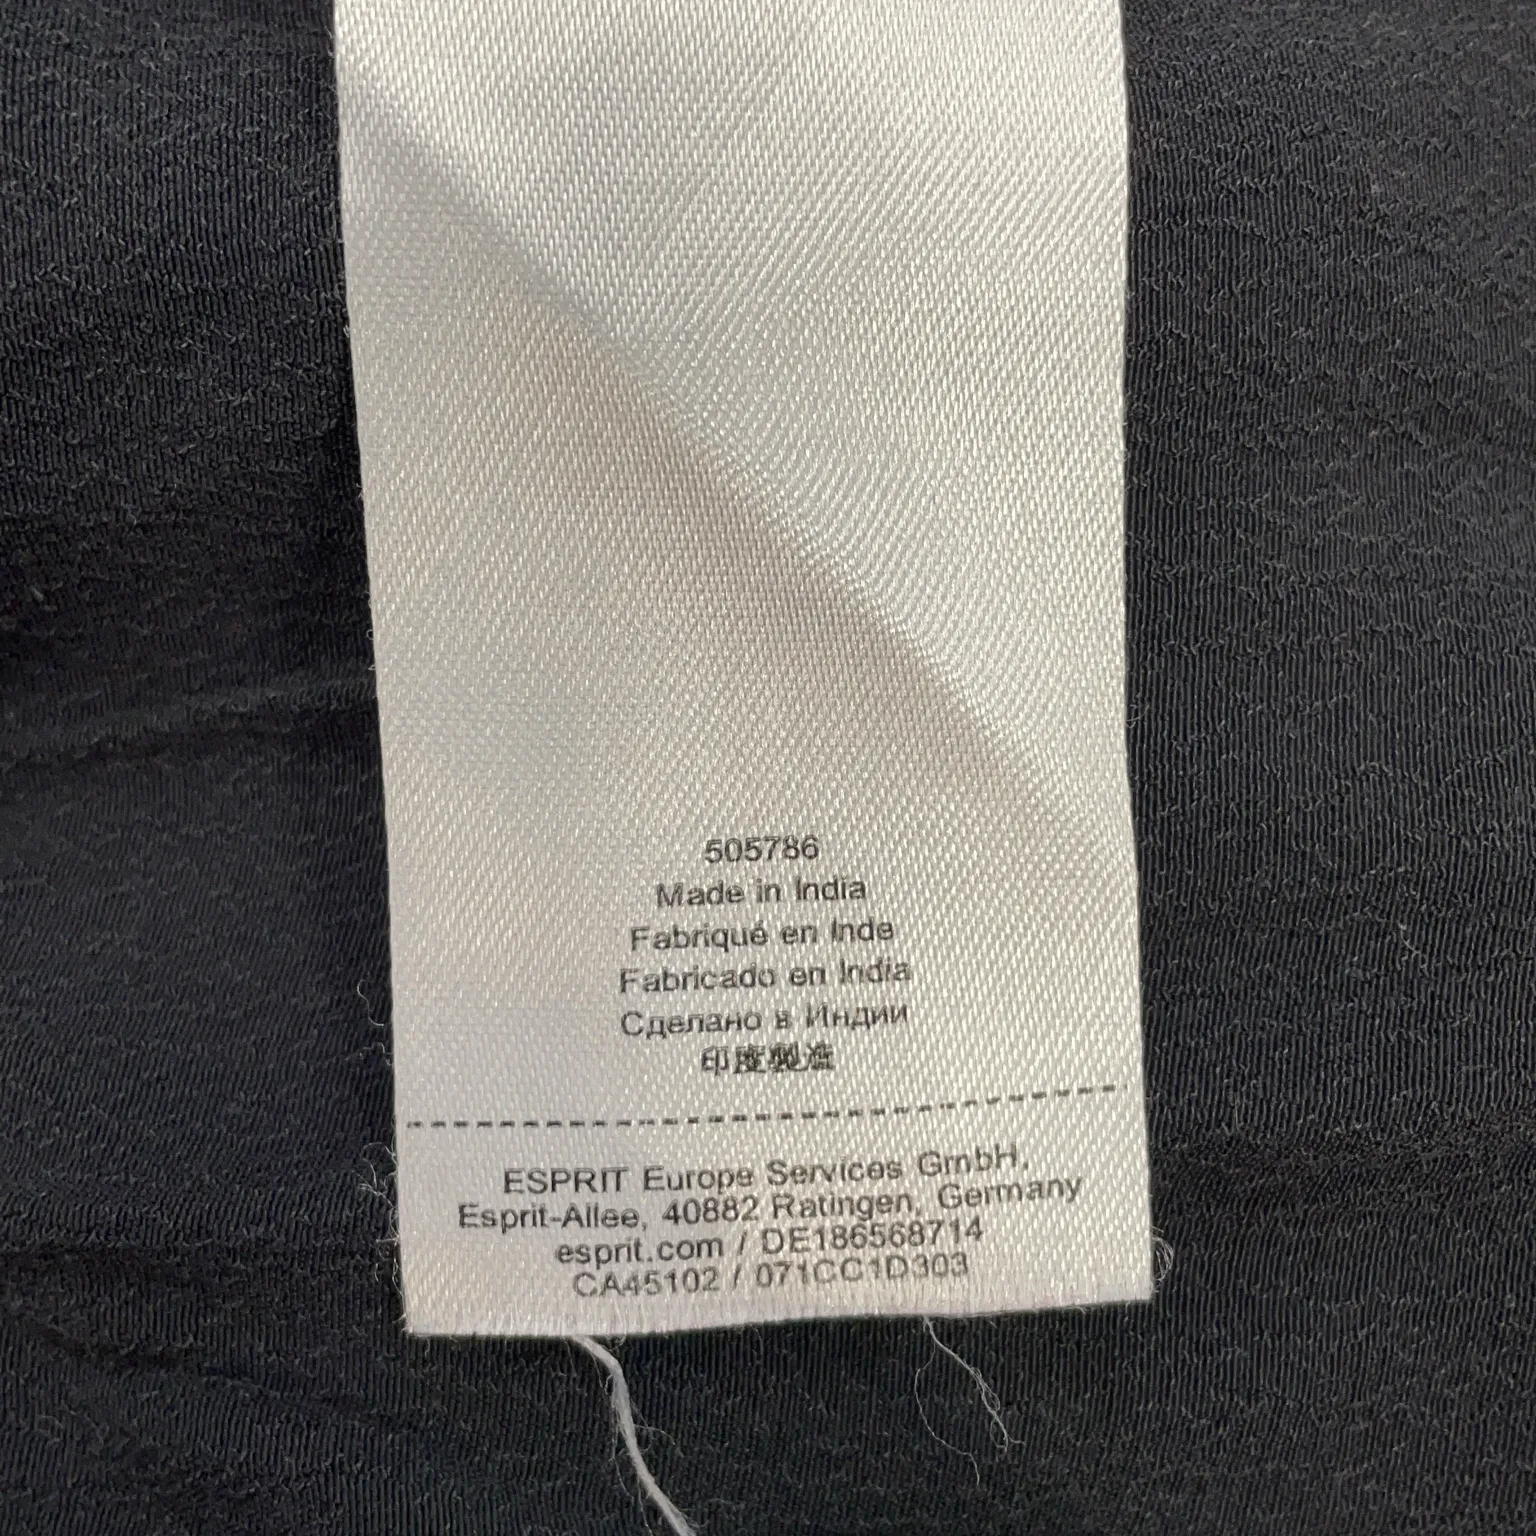 505786
Made in India
Fabriqué en Inde
Fabricado en India
Сделано в Индии
印度製造
ESPRIT Europe Services GmbH,
Esprit-Allee, 40882 Ratingen, Germany
esprit.com / DE186568714
CA45102 / 071CC1D303